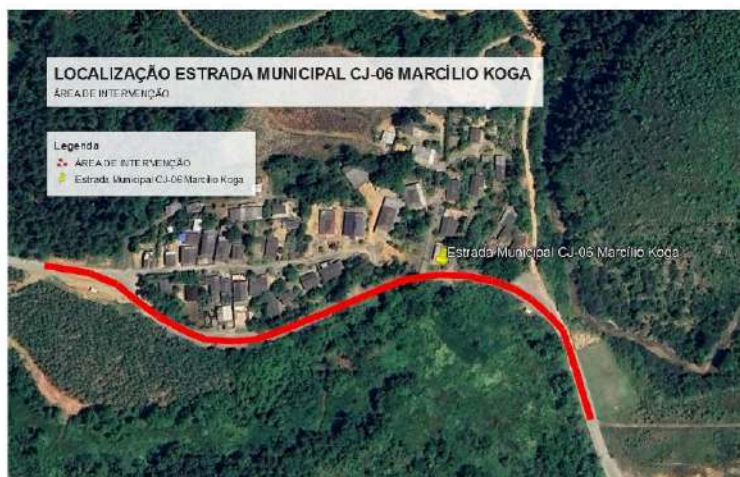 LOCALIZAÇÃO ESTRADA MUNICIPAL CJ-06 MARCÍLIO KOGA
ÁREA DE INTERVENÇÃO
Legenda
ÁREA DE INTERVENÇÃO
Estrada Municipal CJ-06 Marcílio Koga
Estrada Municipal CJ-06 Marcílio Koga